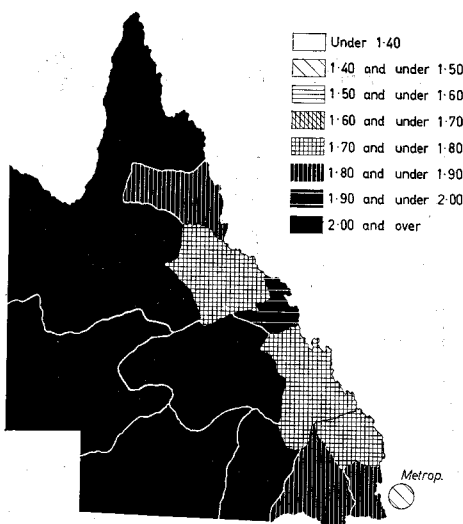 Under 1·40
1·40 and under 1·50
1·50 and under 1·60
1·60 and under 1·70
1·70 and under 1·80
1·80 and under 1·90
1·90 and under 2·00
2·00 and over
Metrop.